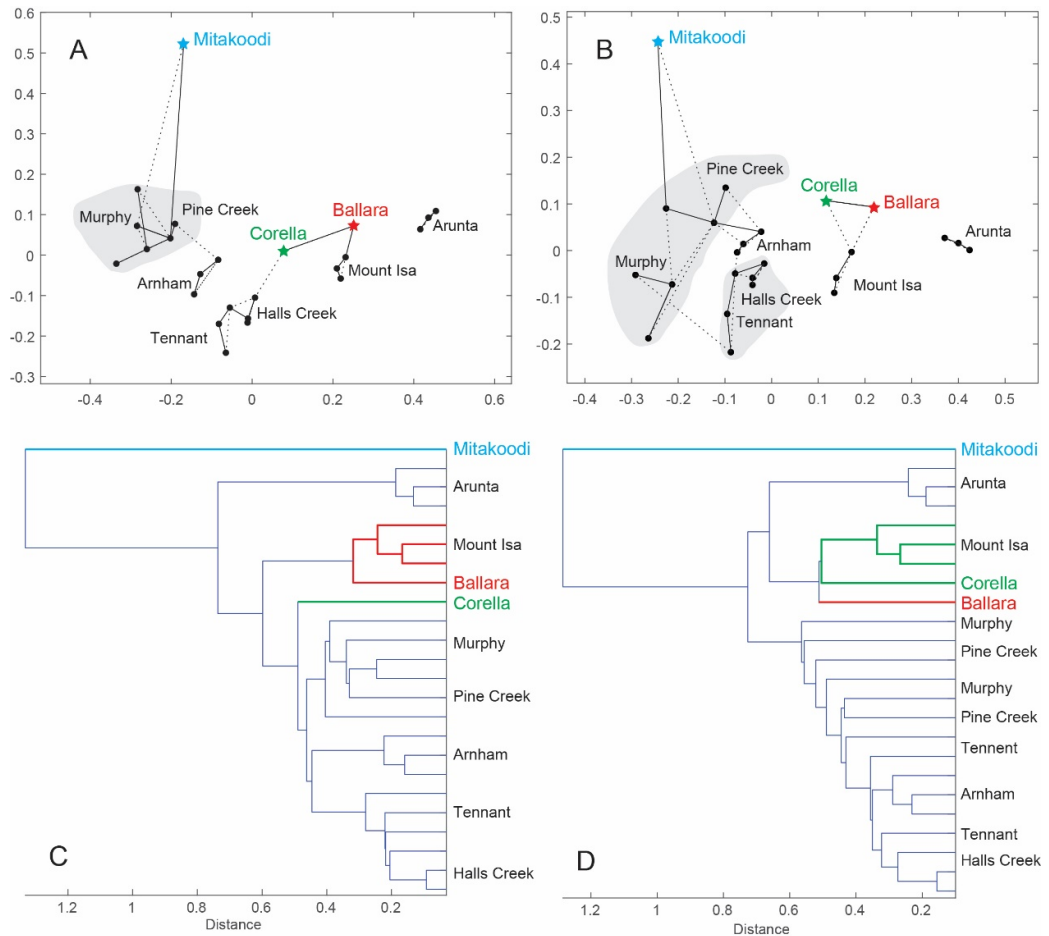 A
Mitakoodi
Murphy
Pine Creek
Ballara
Corella
Arunta
Mount Isa
Arnham
Halls Creek
Tennant
0.6
0.5
0.4
0.3
0.2
0.1
0
-0.1
-0.2
-0.3
-0.4 -0.2 0 0.2 0.4 0.6
B
Mitakoodi
Pine Creek
Corella
Ballara
Arnham
Arunta
Murphy
Mount Isa
Halls Creek
Tennant
0.5
0.4
0.3
0.2
0.1
0
-0.1
-0.2
-0.4 -0.3 -0.2 -0.1 0 0.1 0.2 0.3 0.4 0.5
Mitakoodi
Arunta
Mount Isa
Ballara
Corella
Murphy
Pine Creek
Arnham
Tennant
Halls Creek
C
1.2 1 0.8 0.6 0.4 0.2
Distance
Mitakoodi
Arunta
Mount Isa
Corella
Ballara
Murphy
Pine Creek
Murphy
Pine Creek
Tennent
Arnham
Tennant
Halls Creek
D
1.2 1 0.8 0.6 0.4 0.2
Distance